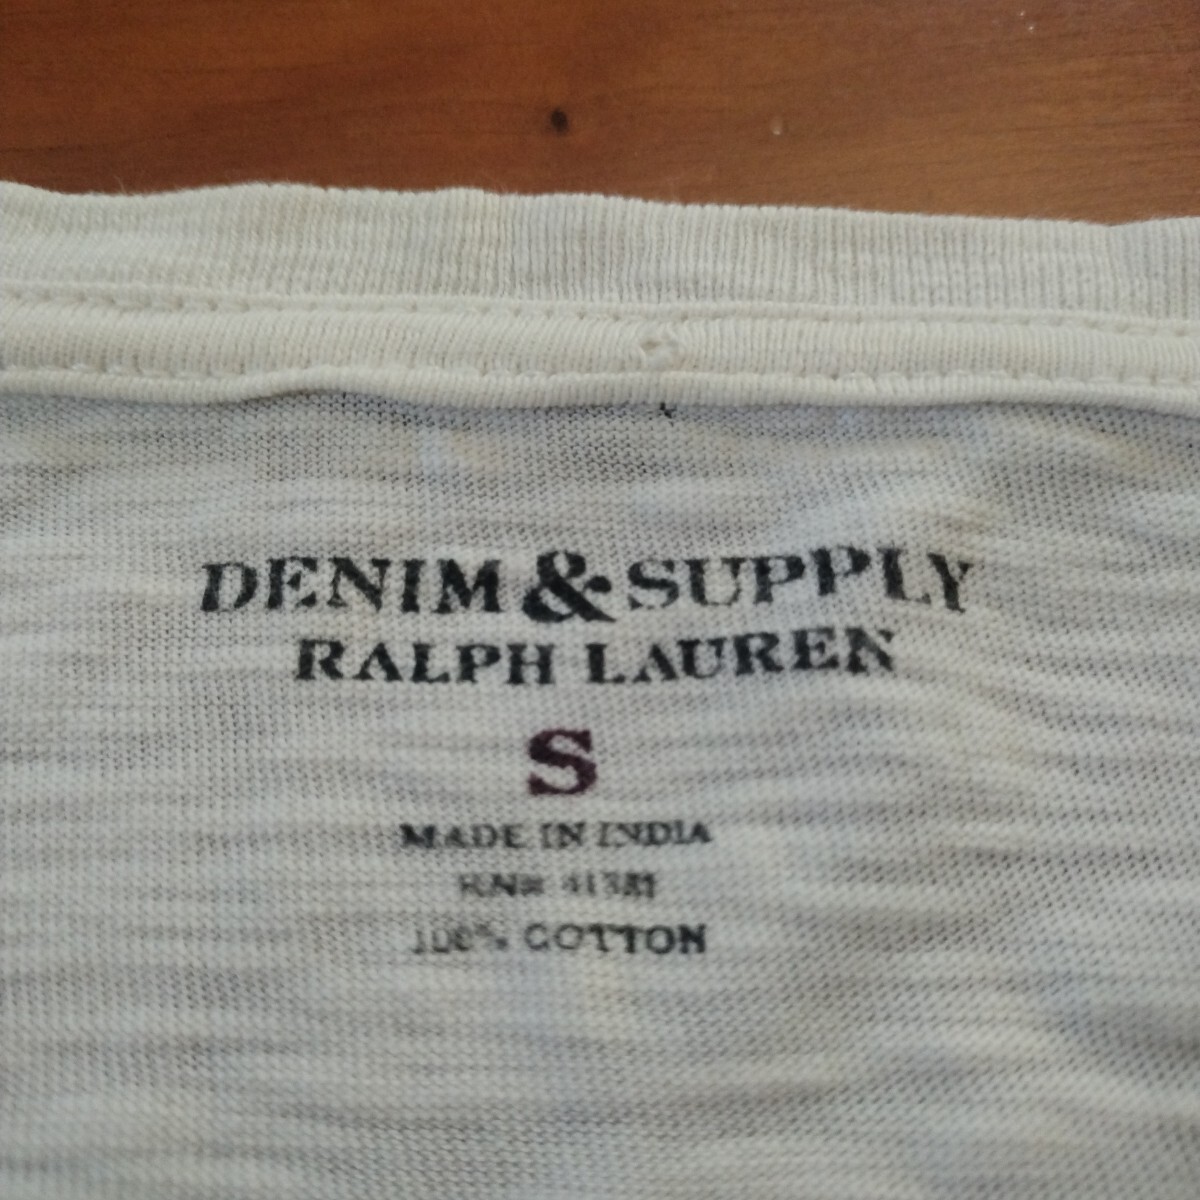 DENIM & SUPPLY
RALPH LAUREN
S
MADE IN INDIA
RN# 41381
100% COTTON